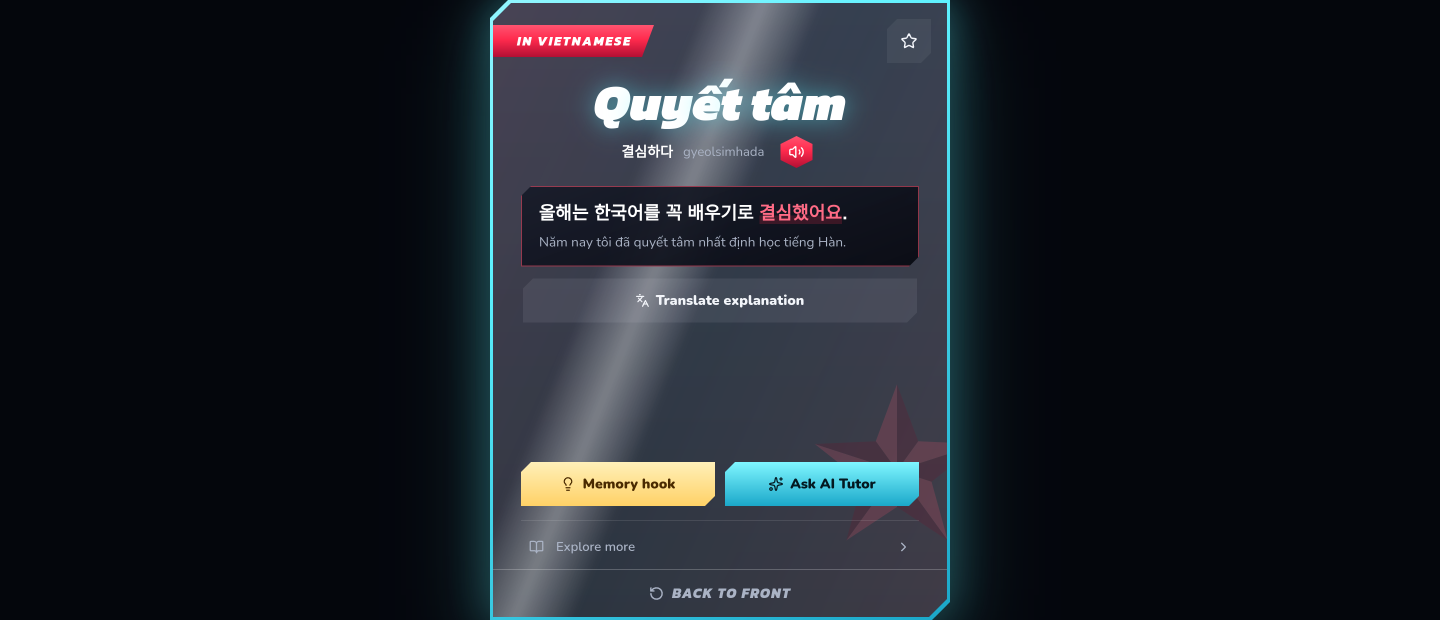 IN VIETNAMESE
Quyết tâm
결심하다 gyeolsimhada
올해는 한국어를 꼭 배우기로 결심했어요.
Năm nay tôi đã quyết tâm nhất định học tiếng Hàn.
Translate explanation
Memory hook
Ask AI Tutor
Explore more
BACK TO FRONT